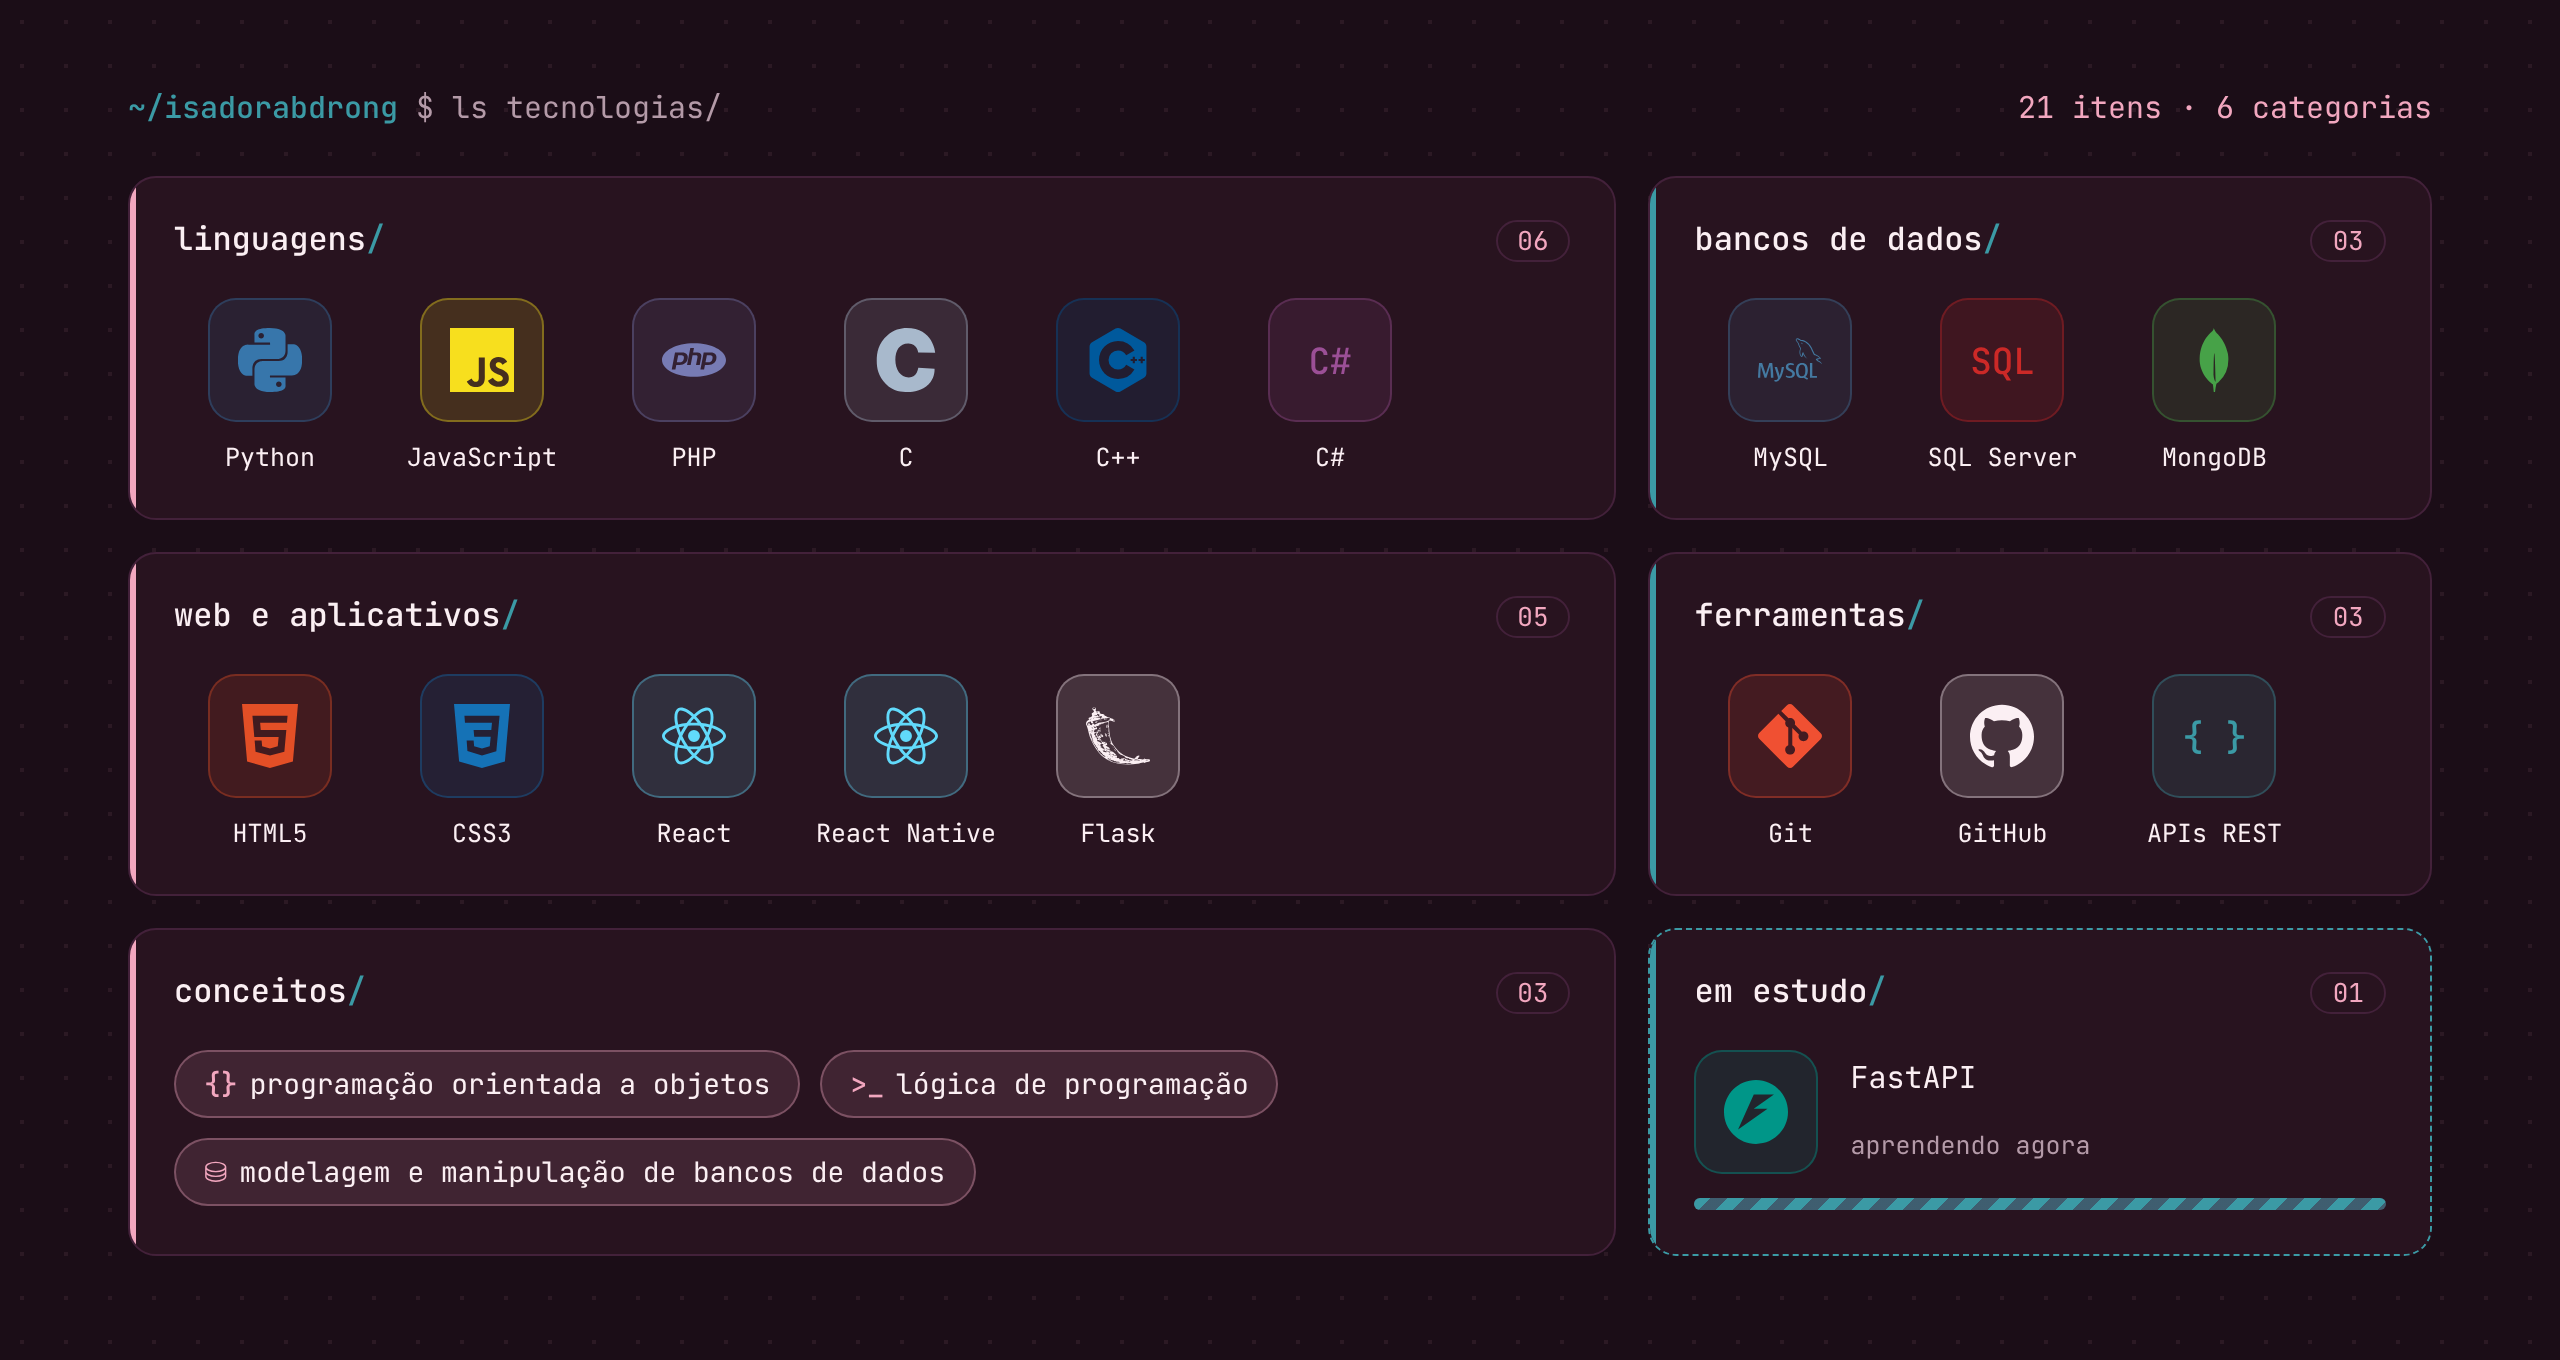 ~/isadorabdrong $ ls tecnologias/
21 itens · 6 categorias
linguagens/
06
JS
php
C
C++
C#
Python
JavaScript
PHP
C
C++
C#
bancos de dados/
03
MySQL
SQL
MySQL
SQL Server
MongoDB
web e aplicativos/
05
5
3
HTML5
CSS3
React
React Native
Flask
ferramentas/
03
{ }
Git
GitHub
APIs REST
conceitos/
03
{} programação orientada a objetos
>_ lógica de programação
modelagem e manipulação de bancos de dados
em estudo/
01
FastAPI
aprendendo agora